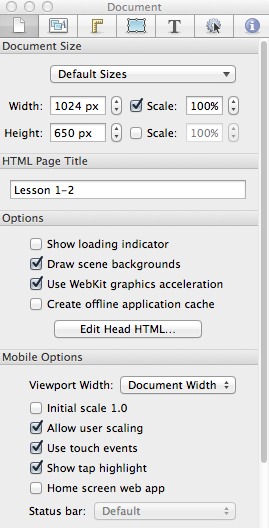 Document
Document Size
Default Sizes
Width: 1024 px Scale: 100%
Height: 650 px Scale: 100%
HTML Page Title
Lesson 1-2
Options
Show loading indicator
Draw scene backgrounds
Use WebKit graphics acceleration
Create offline application cache
Edit Head HTML...
Mobile Options
Viewport Width: Document Width
Initial scale 1.0
Allow user scaling
Use touch events
Show tap highlight
Home screen web app
Status bar: Default